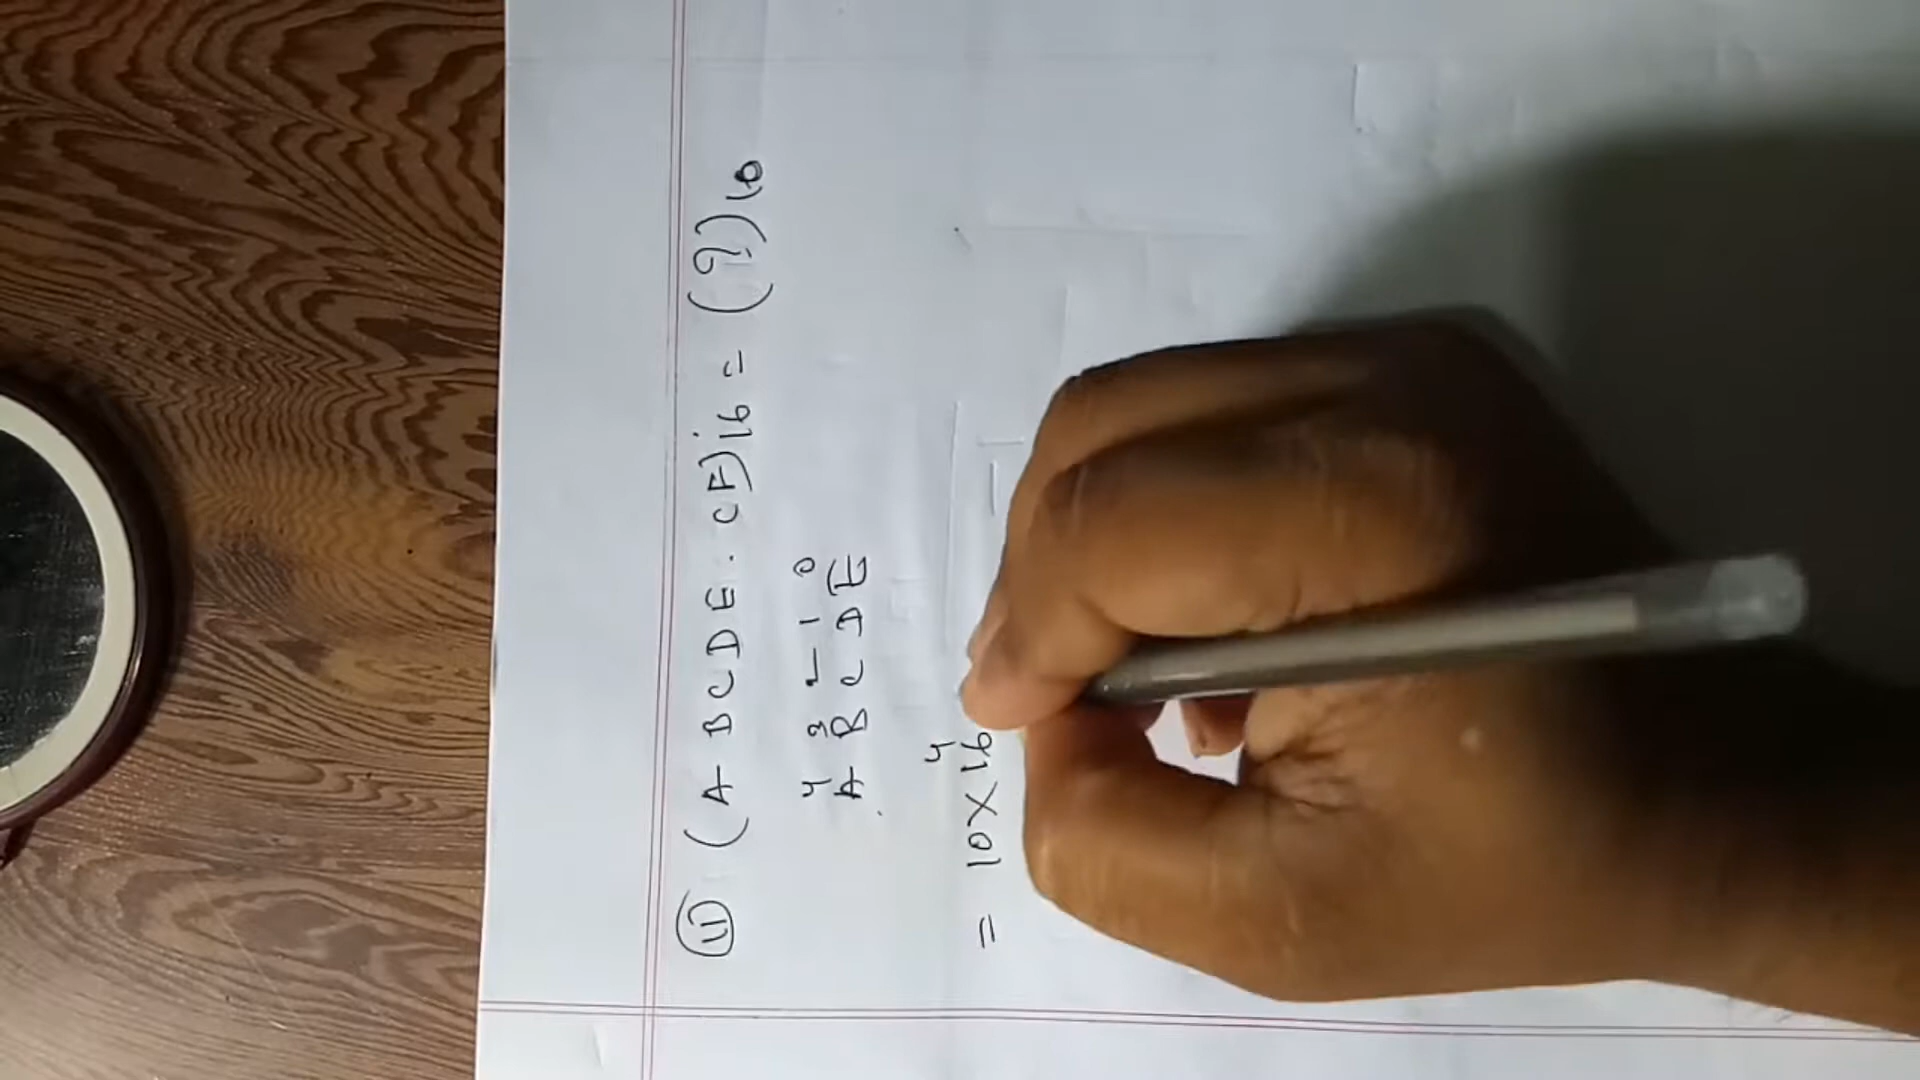 (ii) (ABCDE.CF)16 = (?)10
4 3 2 1 0
A B C D E
= 10×16⁴